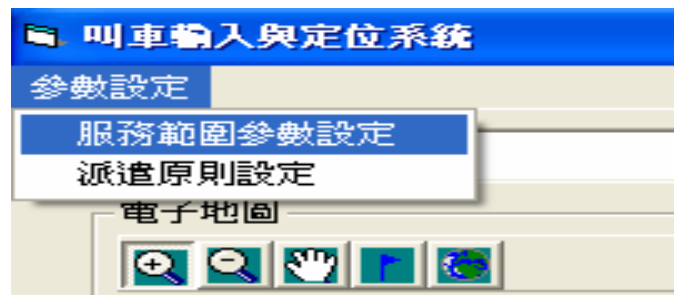 叫車輸入與定位系統
參數設定
服務範圍參數設定
派遣原則設定
電子地圖